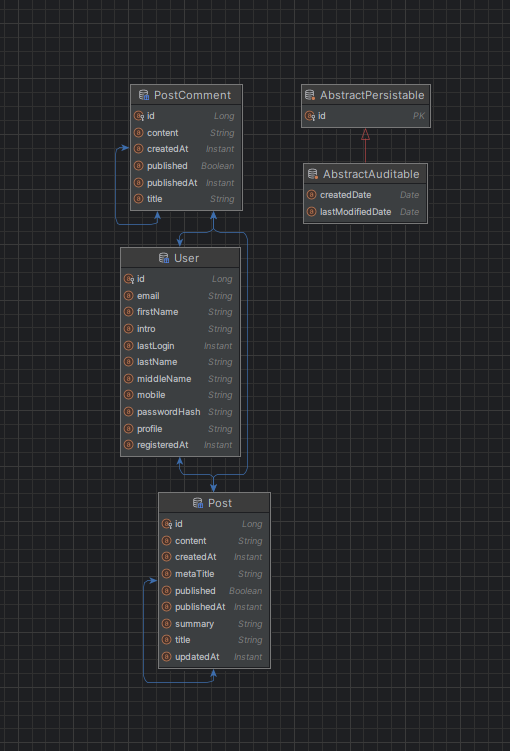 PostComment
id Long
content String
createdAt Instant
published Boolean
publishedAt Instant
title String
AbstractPersistable
id PK
AbstractAuditable
createdDate Date
lastModifiedDate Date
User
id Long
email String
firstName String
intro String
lastLogin Instant
lastName String
middleName String
mobile String
passwordHash String
profile String
registeredAt Instant
Post
id Long
content String
createdAt Instant
metaTitle String
published Boolean
publishedAt Instant
summary String
title String
updatedAt Instant